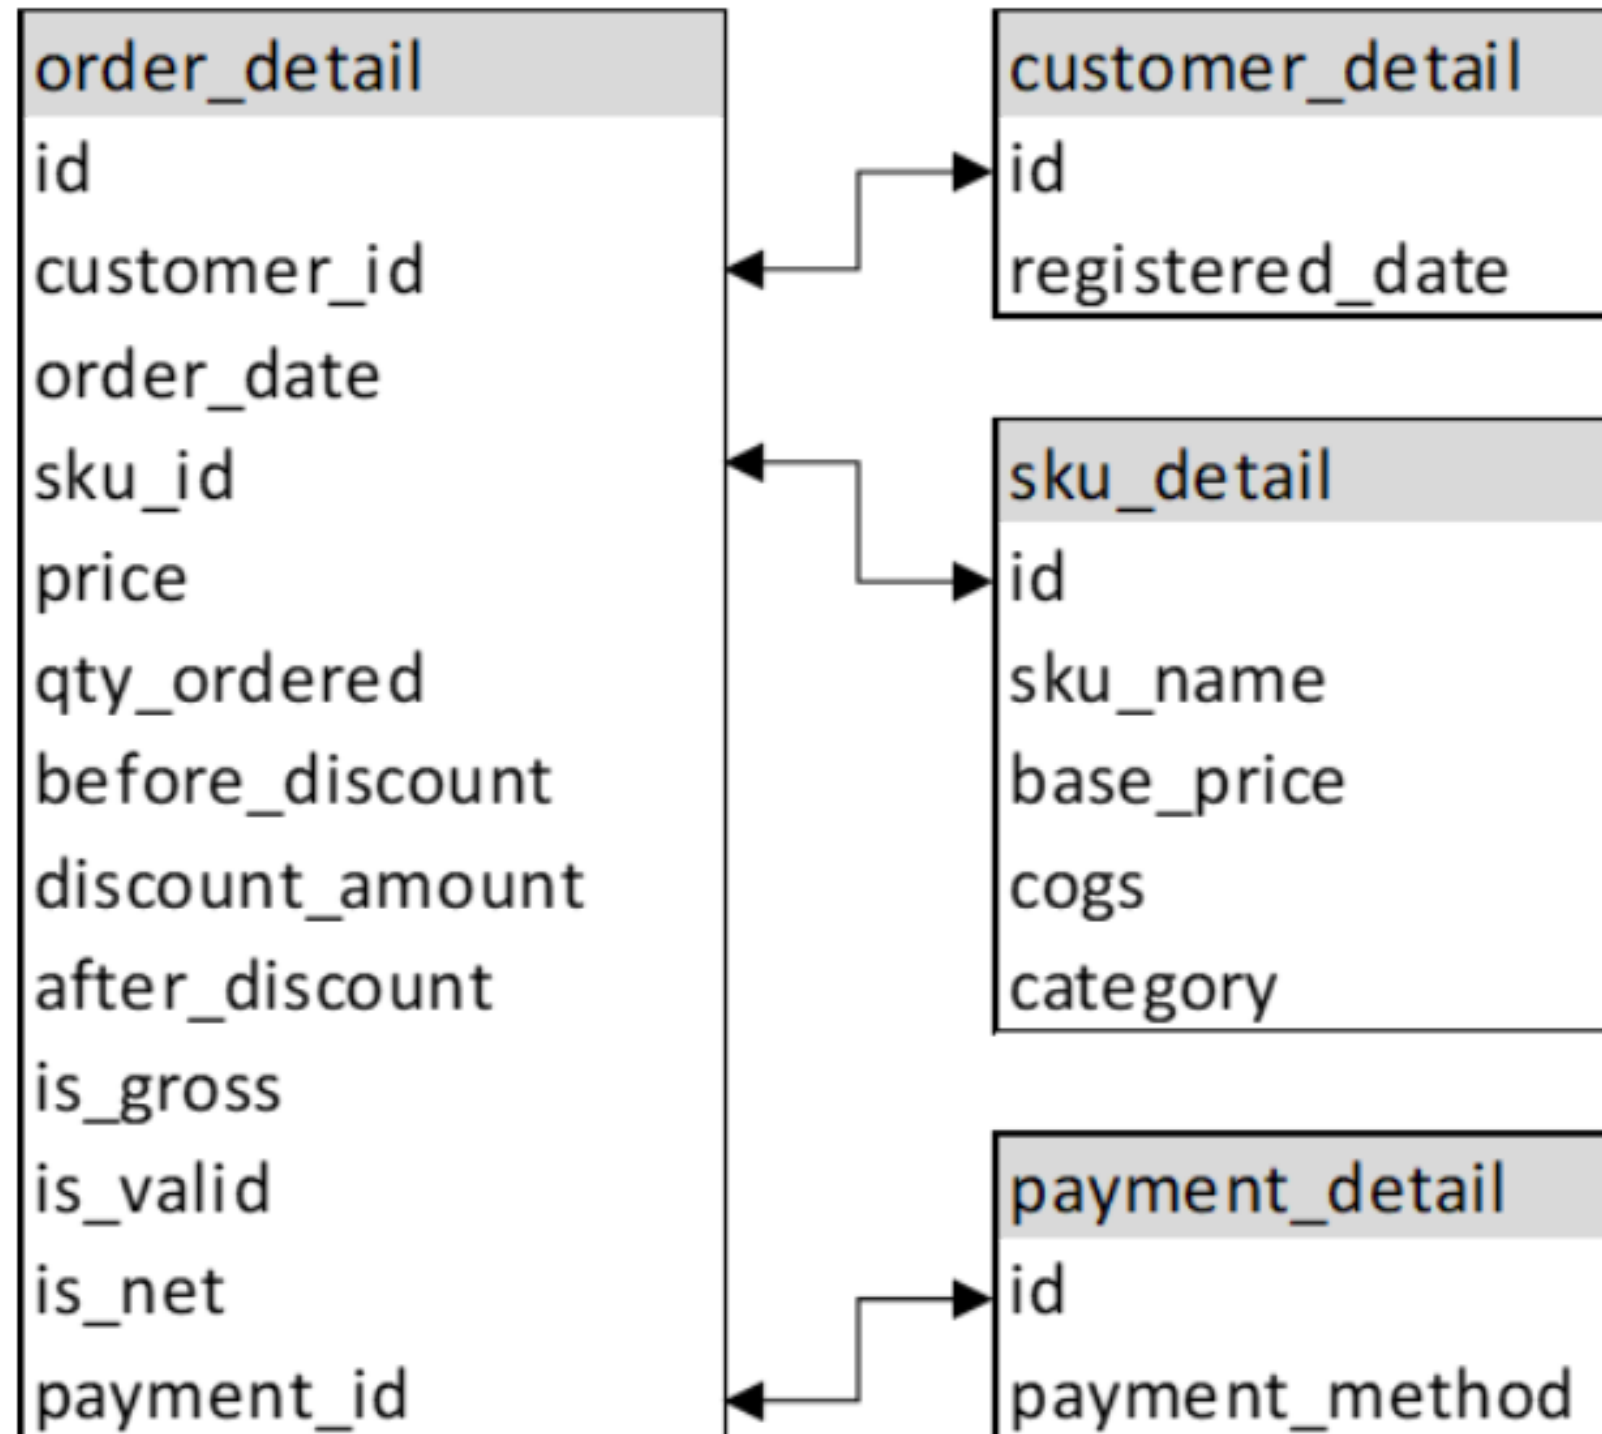 order_detail
id
customer_id
order_date
sku_id
price
qty_ordered
before_discount
discount_amount
after_discount
is_gross
is_valid
is_net
payment_id
customer_detail
id
registered_date
sku_detail
id
sku_name
base_price
cogs
category
payment_detail
id
payment_method